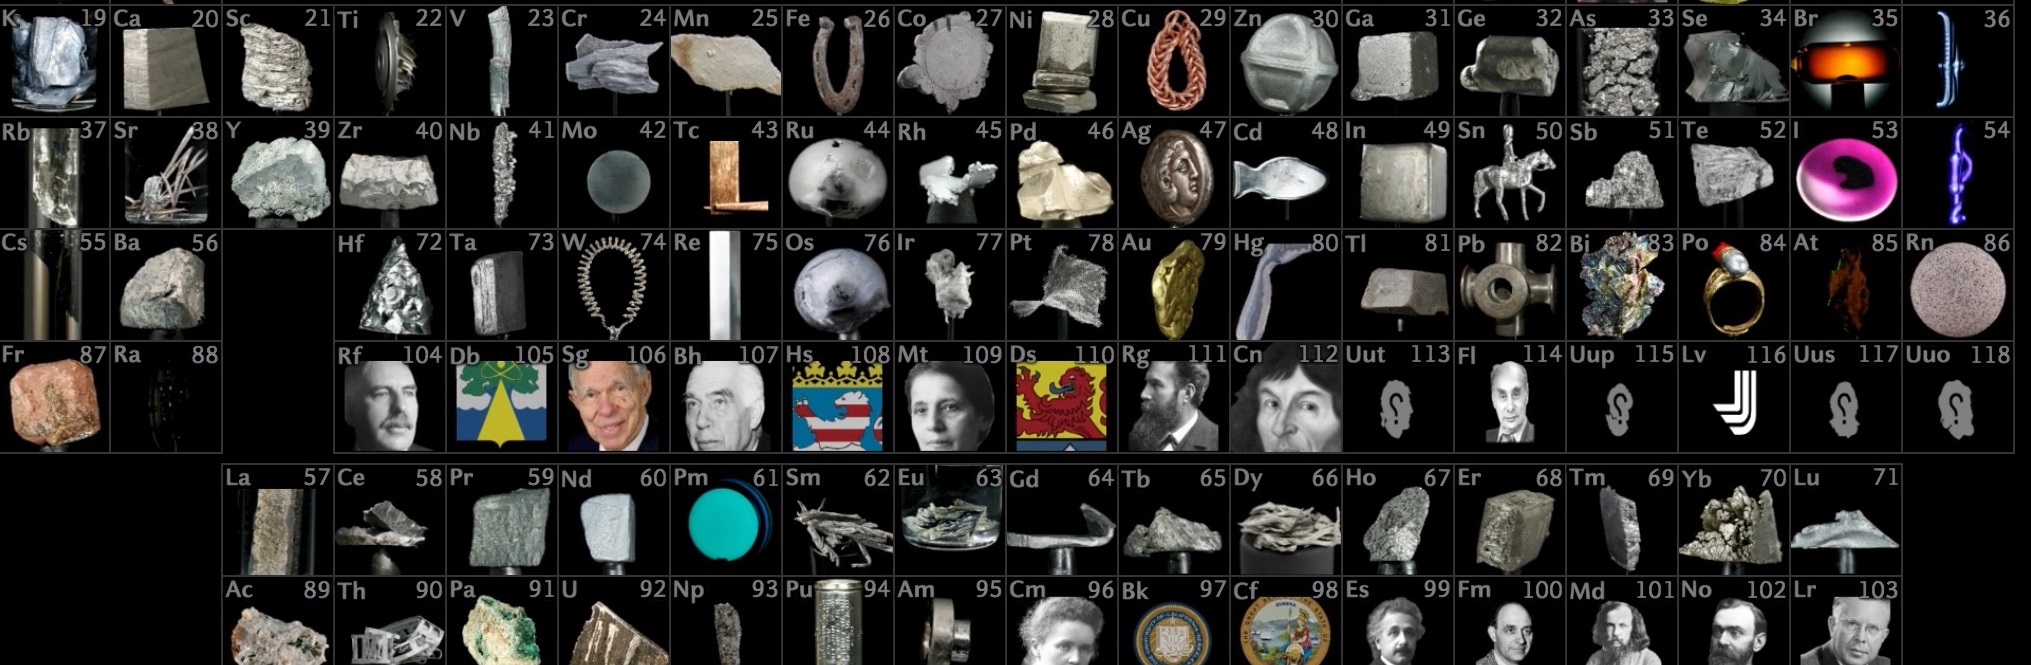 K 19 Ca 20 Sc 21 Ti 22 V 23 Cr 24 Mn 25 Fe 26 Co 27 Ni 28 Cu 29 Zn 30 Ga 31 Ge 32 As 33 Se 34 Br 35 36
Rb 37 Sr 38 Y 39 Zr 40 Nb 41 Mo 42 Tc 43 Ru 44 Rh 45 Pd 46 Ag 47 Cd 48 In 49 Sn 50 Sb 51 Te 52 I 53 54
Cs 55 Ba 56 Hf 72 Ta 73 W 74 Re 75 Os 76 Ir 77 Pt 78 Au 79 Hg 80 Tl 81 Pb 82 Bi 83 Po 84 At 85 Rn 86
Fr 87 Ra 88 Rf 104 Db 105 Sg 106 Bh 107 Hs 108 Mt 109 Ds 110 Rg 111 Cn 112 Uut 113 Fl 114 Uup 115 Lv 116 Uus 117 Uuo 118
La 57 Ce 58 Pr 59 Nd 60 Pm 61 Sm 62 Eu 63 Gd 64 Tb 65 Dy 66 Ho 67 Er 68 Tm 69 Yb 70 Lu 71
Ac 89 Th 90 Pa 91 U 92 Np 93 Pu 94 Am 95 Cm 96 Bk 97 Cf 98 Es 99 Fm 100 Md 101 No 102 Lr 103